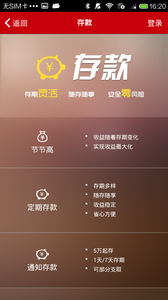 无SIM卡 16:20
返回 存款 登录
存款
存期灵活 随存随享 安全零风险
节节高
· 收益随着存期变化
· 实现收益最大化
定期存款
· 存期多样
· 随存随享
· 收益稳定
· 省心方便
通知存款
· 5万起存
· 1天/7天存期
· 可部分支取